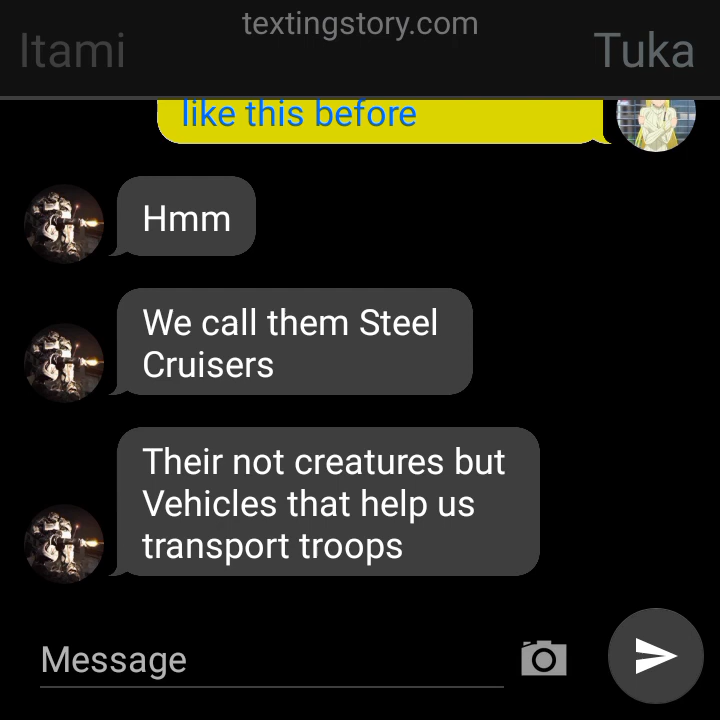 textingstory.com
Itami
Tuka
like this before
Hmm
We call them Steel
Cruisers
Their not creatures but
Vehicles that help us
transport troops
Message